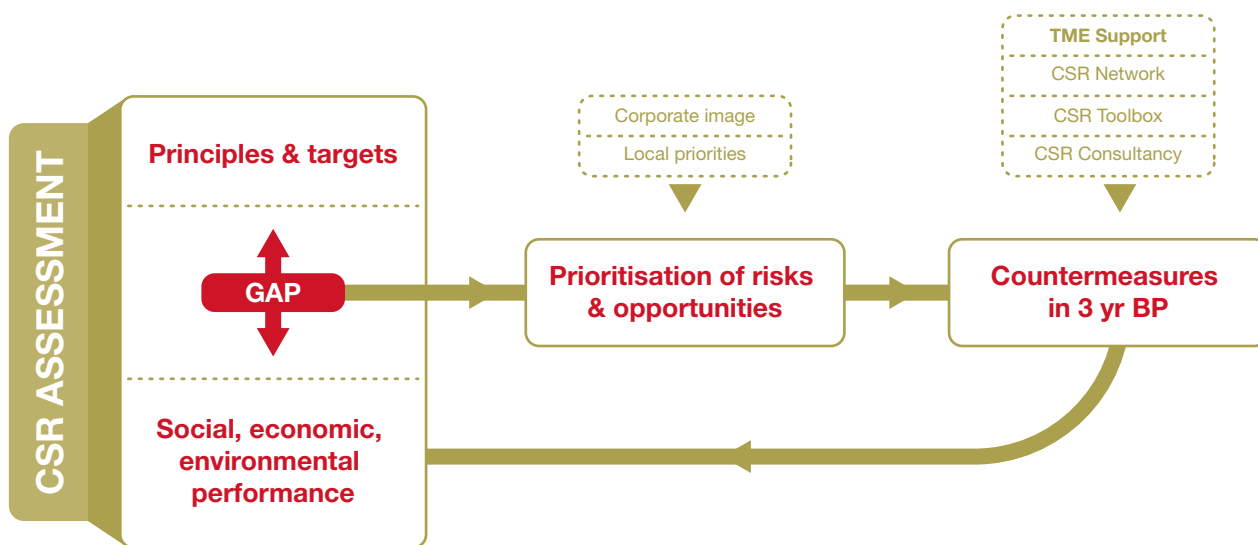 CSR ASSESSMENT
Principles & targets
GAP
Social, economic,
environmental
performance
Corporate image
Local priorities
Prioritisation of risks
& opportunities
TME Support
CSR Network
CSR Toolbox
CSR Consultancy
Countermeasures
in 3 yr BP